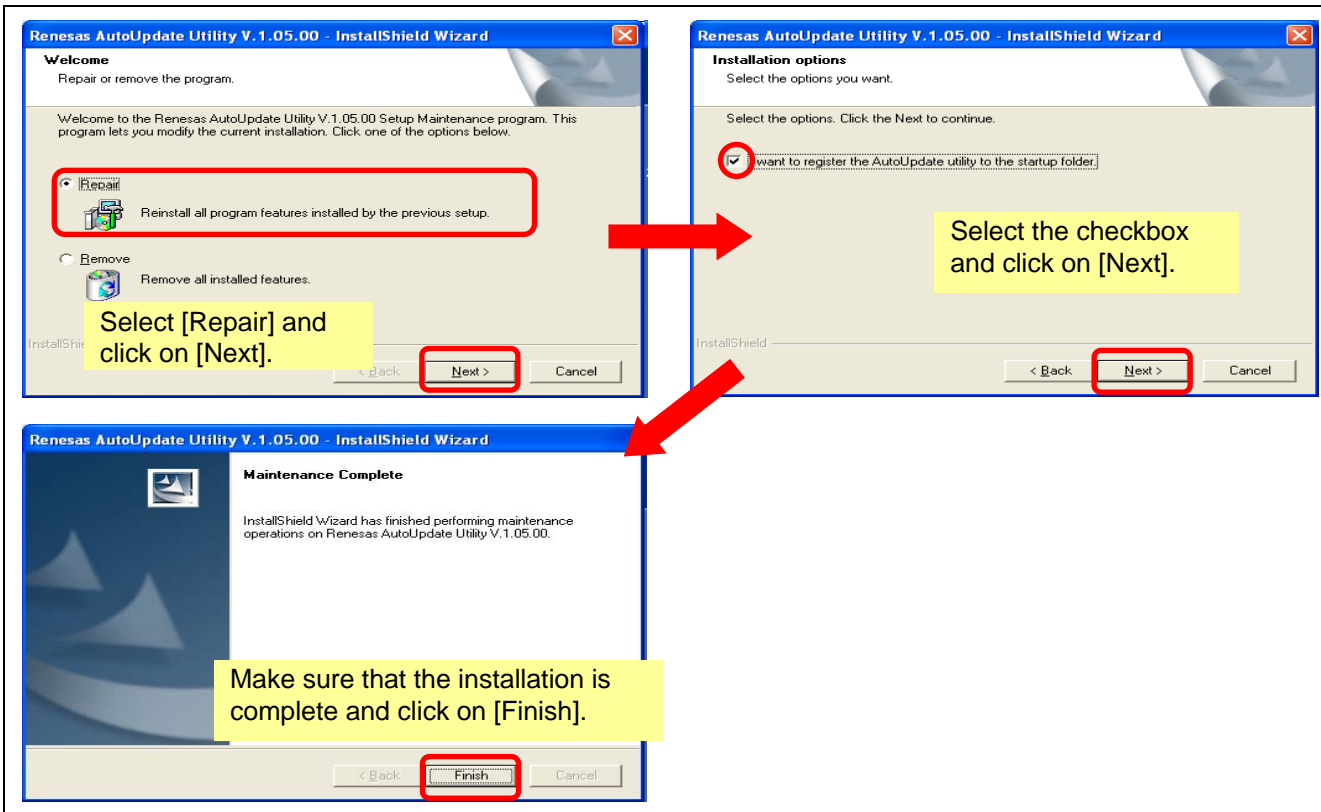 Renesas AutoUpdate Utility V.1.05.00 - InstallShield Wizard
Welcome
Repair or remove the program.
Welcome to the Renesas AutoUpdate Utility V.1.05.00 Setup Maintenance program. This
program lets you modify the current installation. Click one of the options below.
Repair
Reinstall all program features installed by the previous setup.
Remove
Remove all installed features.
Select [Repair] and
click on [Next].
< Back
Next >
Cancel
Renesas AutoUpdate Utility V.1.05.00 - InstallShield Wizard
Installation options
Select the options you want.
Select the options. Click the Next to continue.
want to register the AutoUpdate utility to the startup folder.
Select the checkbox
and click on [Next].
InstallShield
< Back
Next >
Cancel
Renesas AutoUpdate Utility V.1.05.00 - InstallShield Wizard
Maintenance Complete
InstallShield Wizard has finished performing maintenance
operations on Renesas AutoUpdate Utility V.1.05.00.
Make sure that the installation is
complete and click on [Finish].
< Back
Finish
Cancel